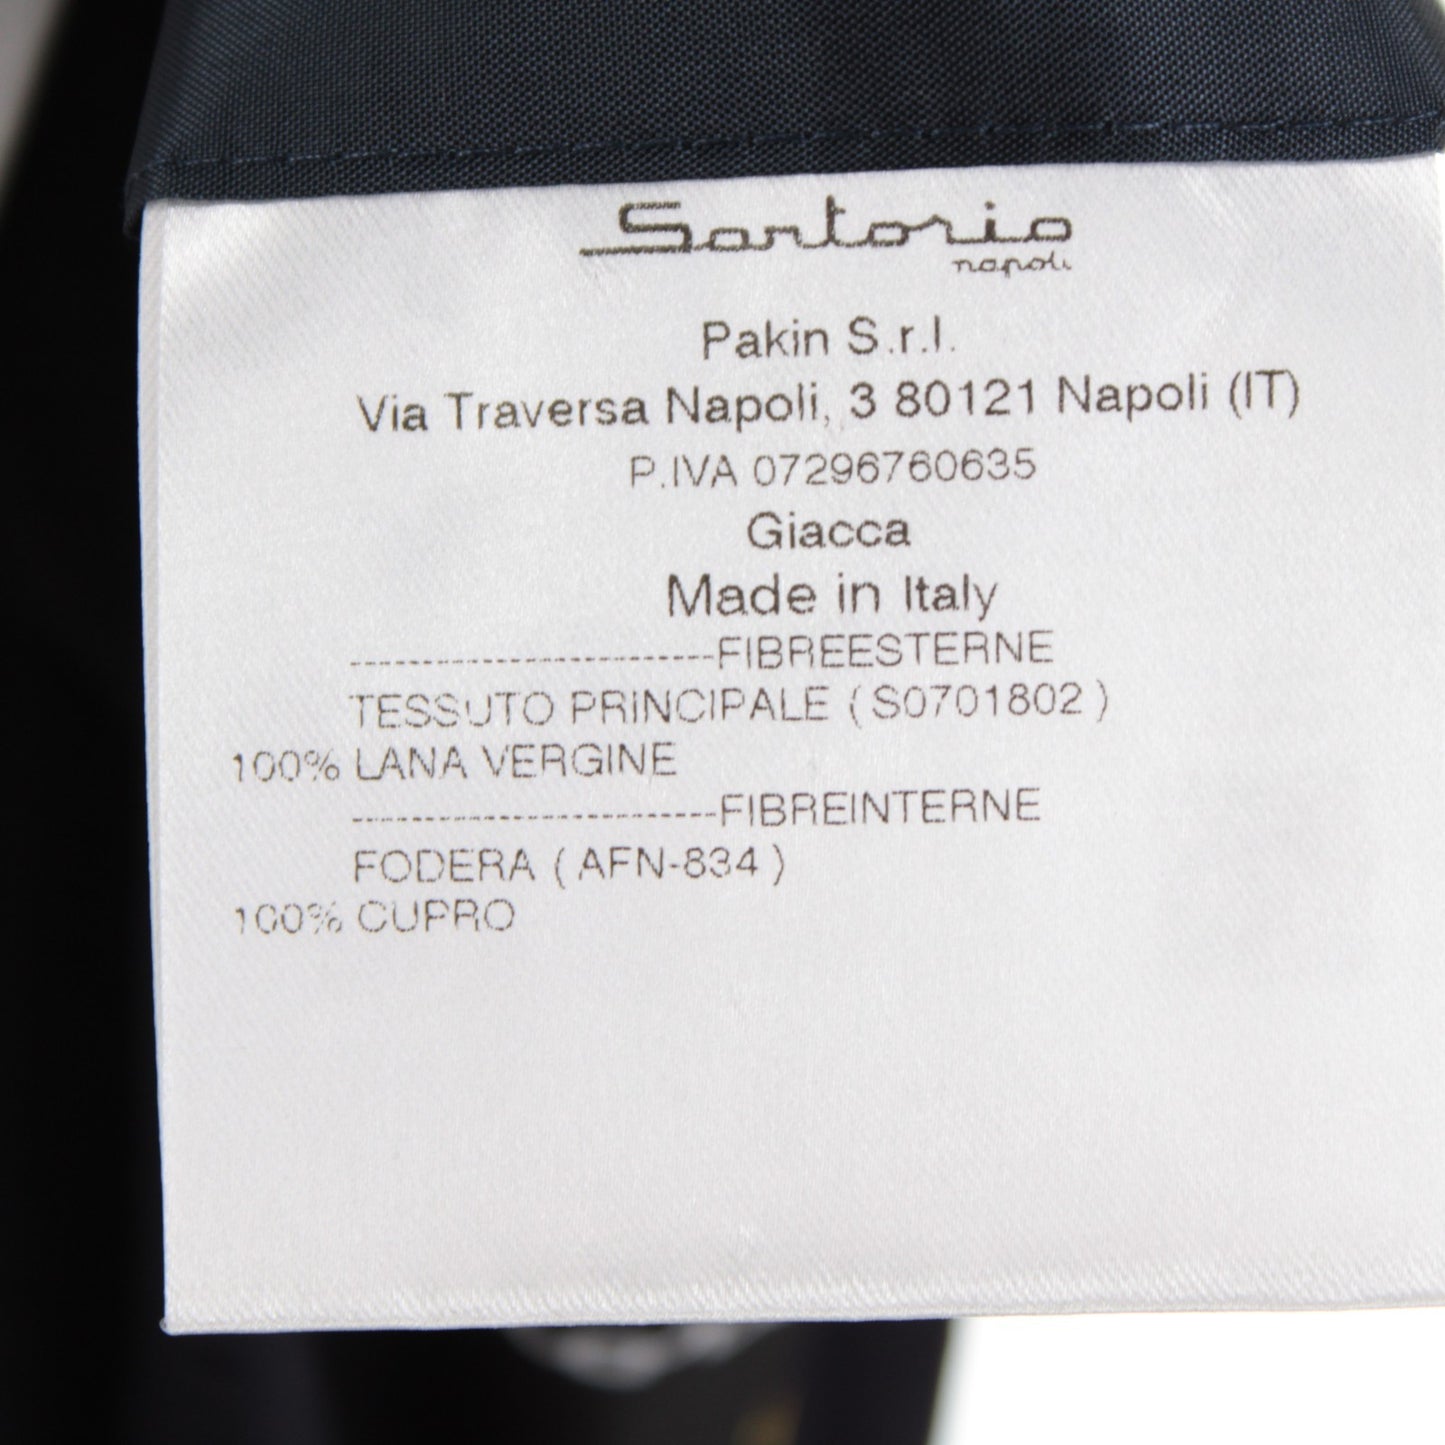 Sartorio
napoli
Pakin S.r.l.
Via Traversa Napoli, 3 80121 Napoli (IT)
P.IVA 07296760635
Giacca
Made in Italy
-------------------------FIBREESTERNE
TESSUTO PRINCIPALE ( S0701802 )
100% LANA VERGINE
-------------------------FIBREINTERNE
FODERA ( AFN-834 )
100% CUPRO